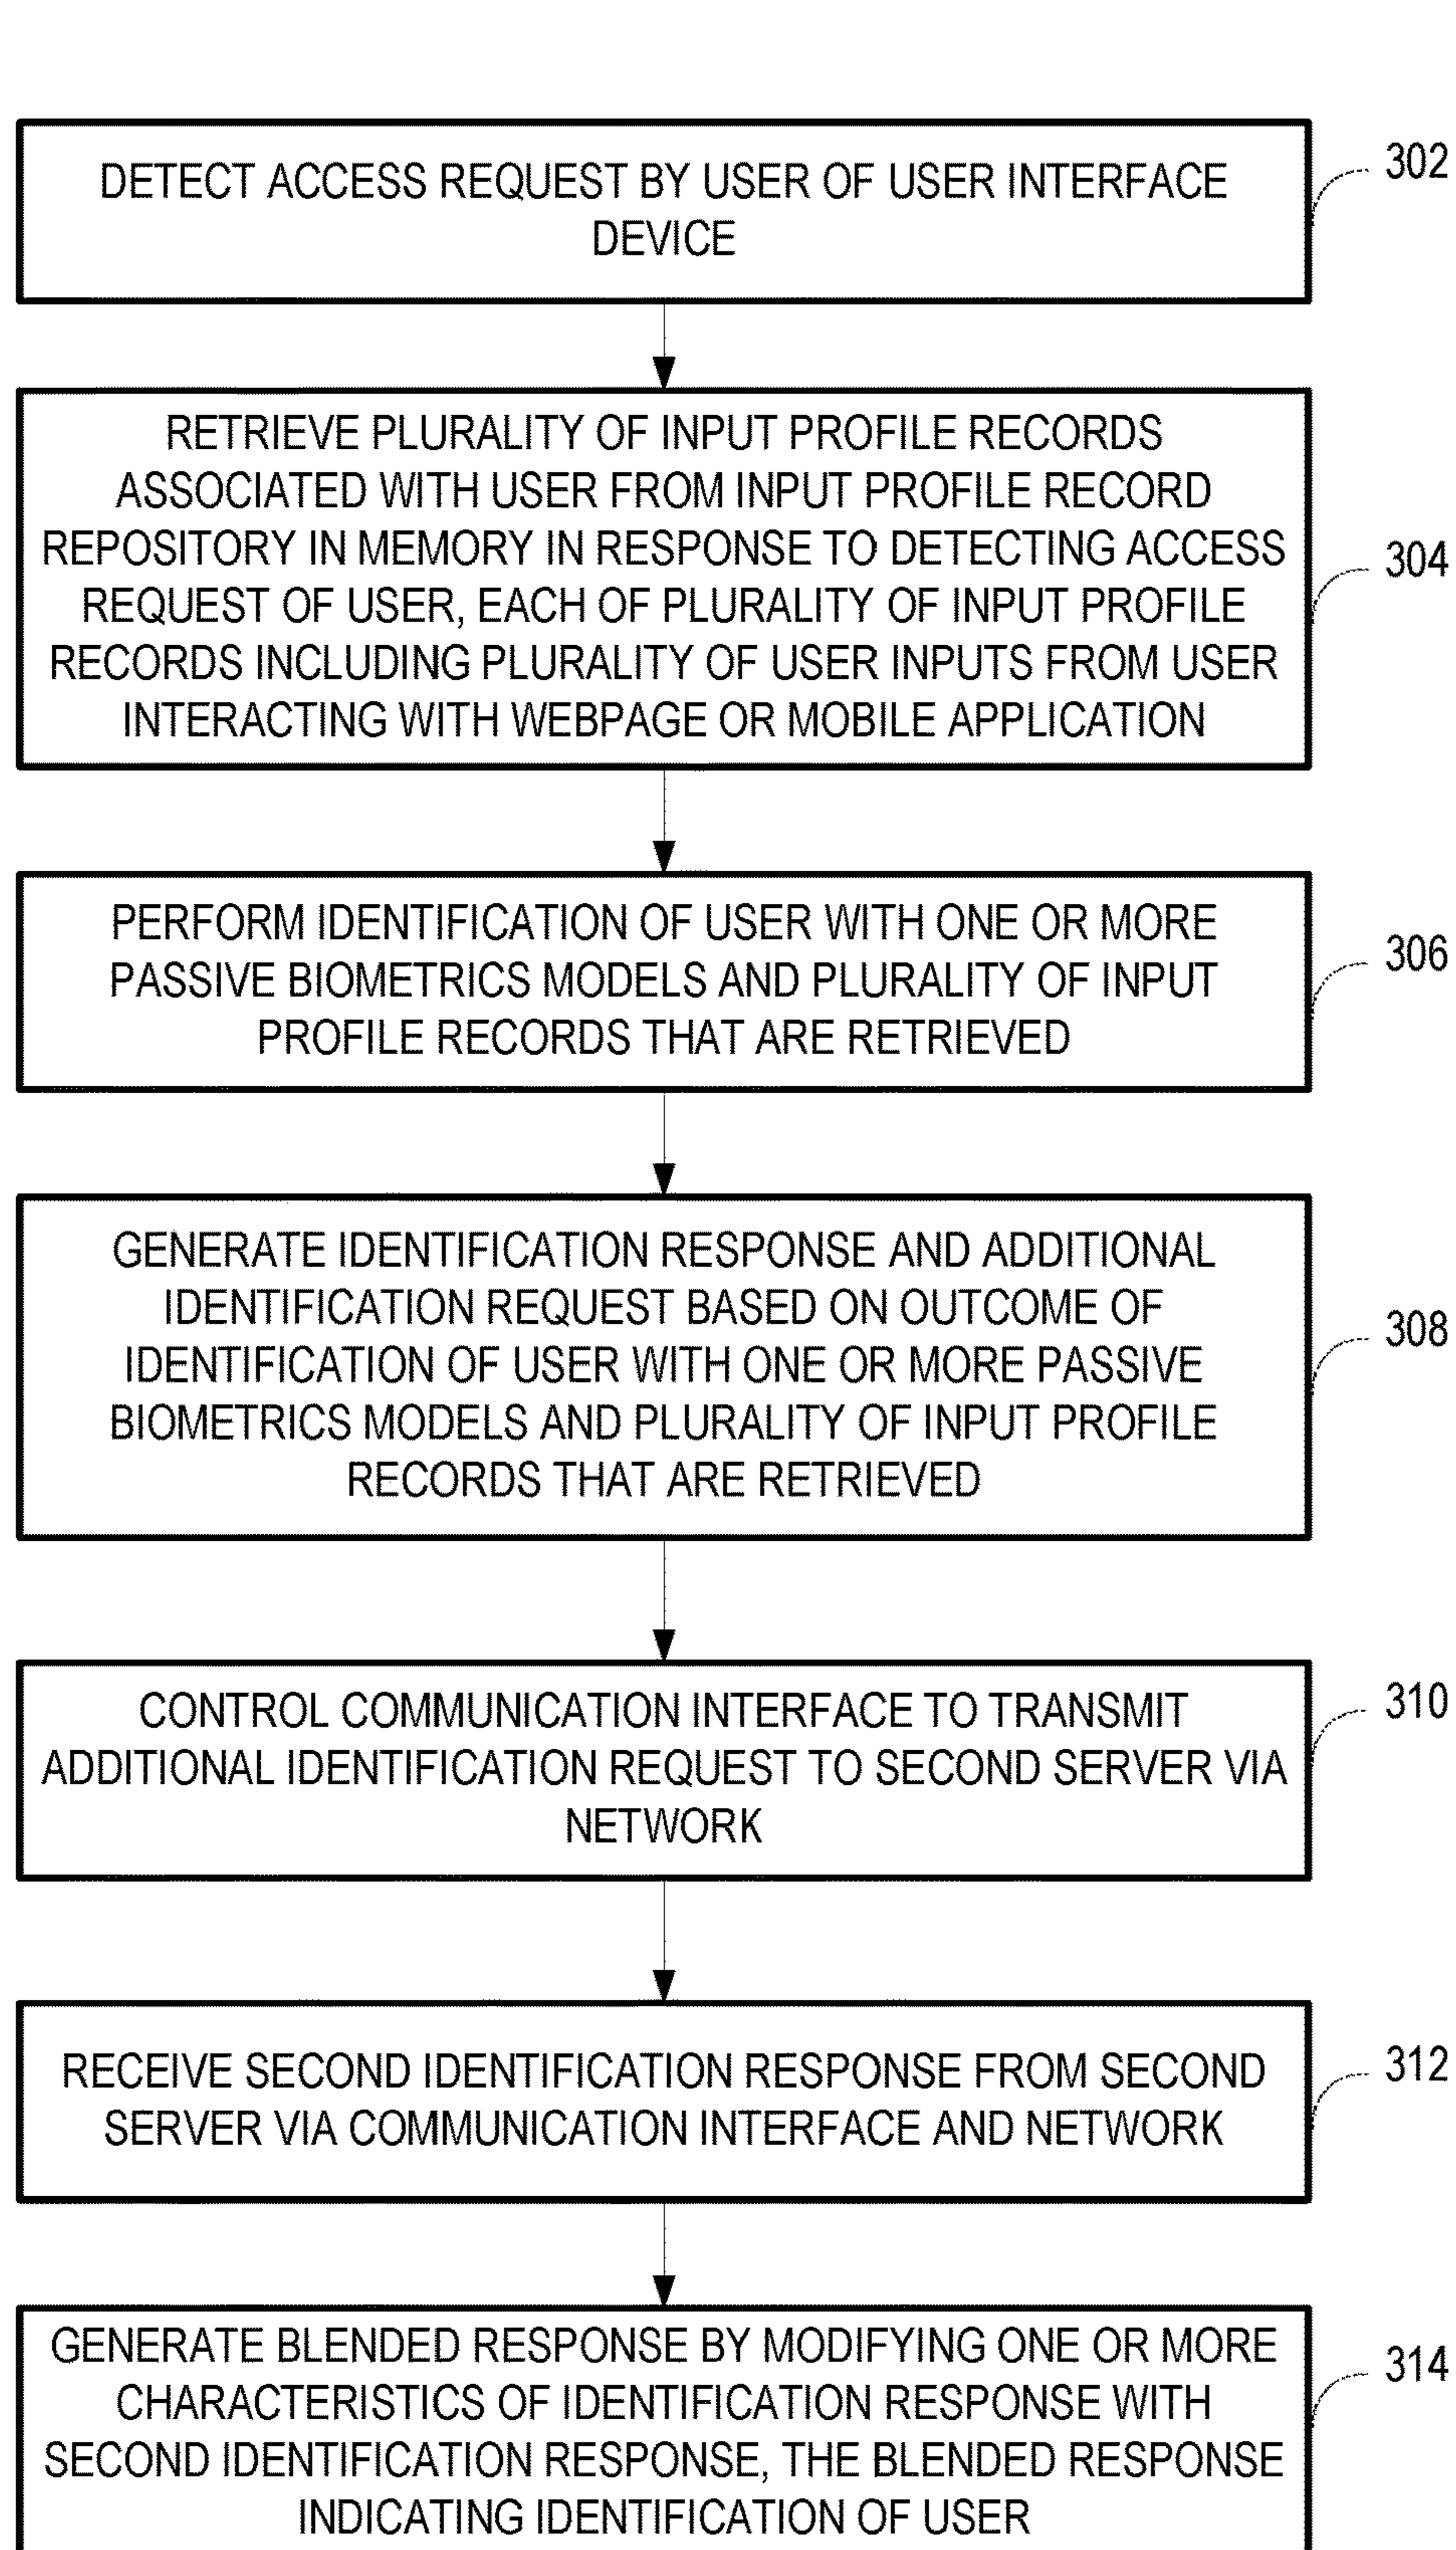 302
DETECT ACCESS REQUEST BY USER OF USER INTERFACE
DEVICE
RETRIEVE PLURALITY OF INPUT PROFILE RECORDS
ASSOCIATED WITH USER FROM INPUT PROFILE RECORD
REPOSITORY IN MEMORY IN RESPONSE TO DETECTING ACCESS
304
REQUEST OF USER, EACH OF PLURALITY OF INPUT PROFILE
RECORDS INCLUDING PLURALITY OF USER INPUTS FROM USER
INTERACTING WITH WEBPAGE OR MOBILE APPLICATION
PERFORM IDENTIFICATION OF USER WITH ONE OR MORE
306
PASSIVE BIOMETRICS MODELS AND PLURALITY OF INPUT
PROFILE RECORDS THAT ARE RETRIEVED
GENERATE IDENTIFICATION RESPONSE AND ADDITIONAL
IDENTIFICATION REQUEST BASED ON OUTCOME OF
308
IDENTIFICATION OF USER WITH ONE OR MORE PASSIVE
BIOMETRICS MODELS AND PLURALITY OF INPUT PROFILE
RECORDS THAT ARE RETRIEVED
310
CONTROL COMMUNICATION INTERFACE TO TRANSMIT
ADDITIONAL IDENTIFICATION REQUEST TO SECOND SERVER VIA
NETWORK
312
RECEIVE SECOND IDENTIFICATION RESPONSE FROM SECOND
SERVER VIA COMMUNICATION INTERFACE AND NETWORK
GENERATE BLENDED RESPONSE BY MODIFYING ONE OR MORE
314
CHARACTERISTICS OF IDENTIFICATION RESPONSE WITH
SECOND IDENTIFICATION RESPONSE, THE BLENDED RESPONSE
INDICATING IDENTIFICATION OF USER